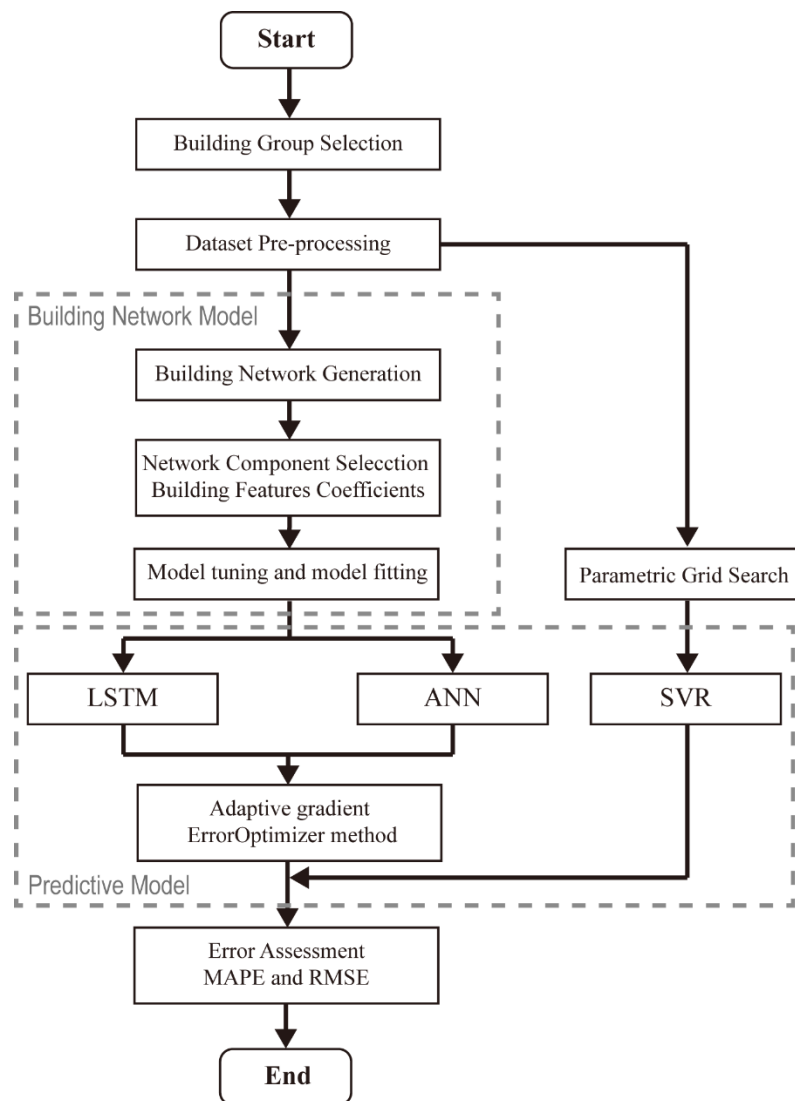 Start
Building Group Selection
Dataset Pre-processing
Building Network Model
Building Network Generation
Network Component Selecction
Building Features Coefficients
Model tuning and model fitting
Parametric Grid Search
LSTM
ANN
SVR
Adaptive gradient
ErrorOptimizer method
Predictive Model
Error Assessment
MAPE and RMSE
End